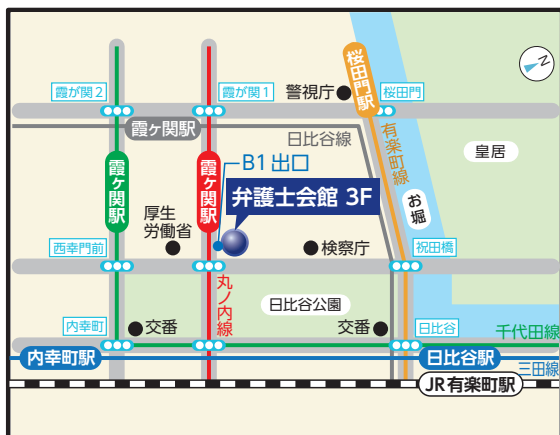 霞が関2
霞が関1
警視庁
桜田門駅
桜田門
N
霞ヶ関駅
日比谷線
有楽町線
皇居
霞ヶ関駅
霞ヶ関駅
B1出口
弁護士会館 3F
お堀
厚生
労働省
西幸門前
検察庁
祝田橋
丸ノ内線
日比谷公園
内幸町
交番
交番
日比谷
千代田線
内幸町駅
日比谷駅
三田線
JR有楽町駅